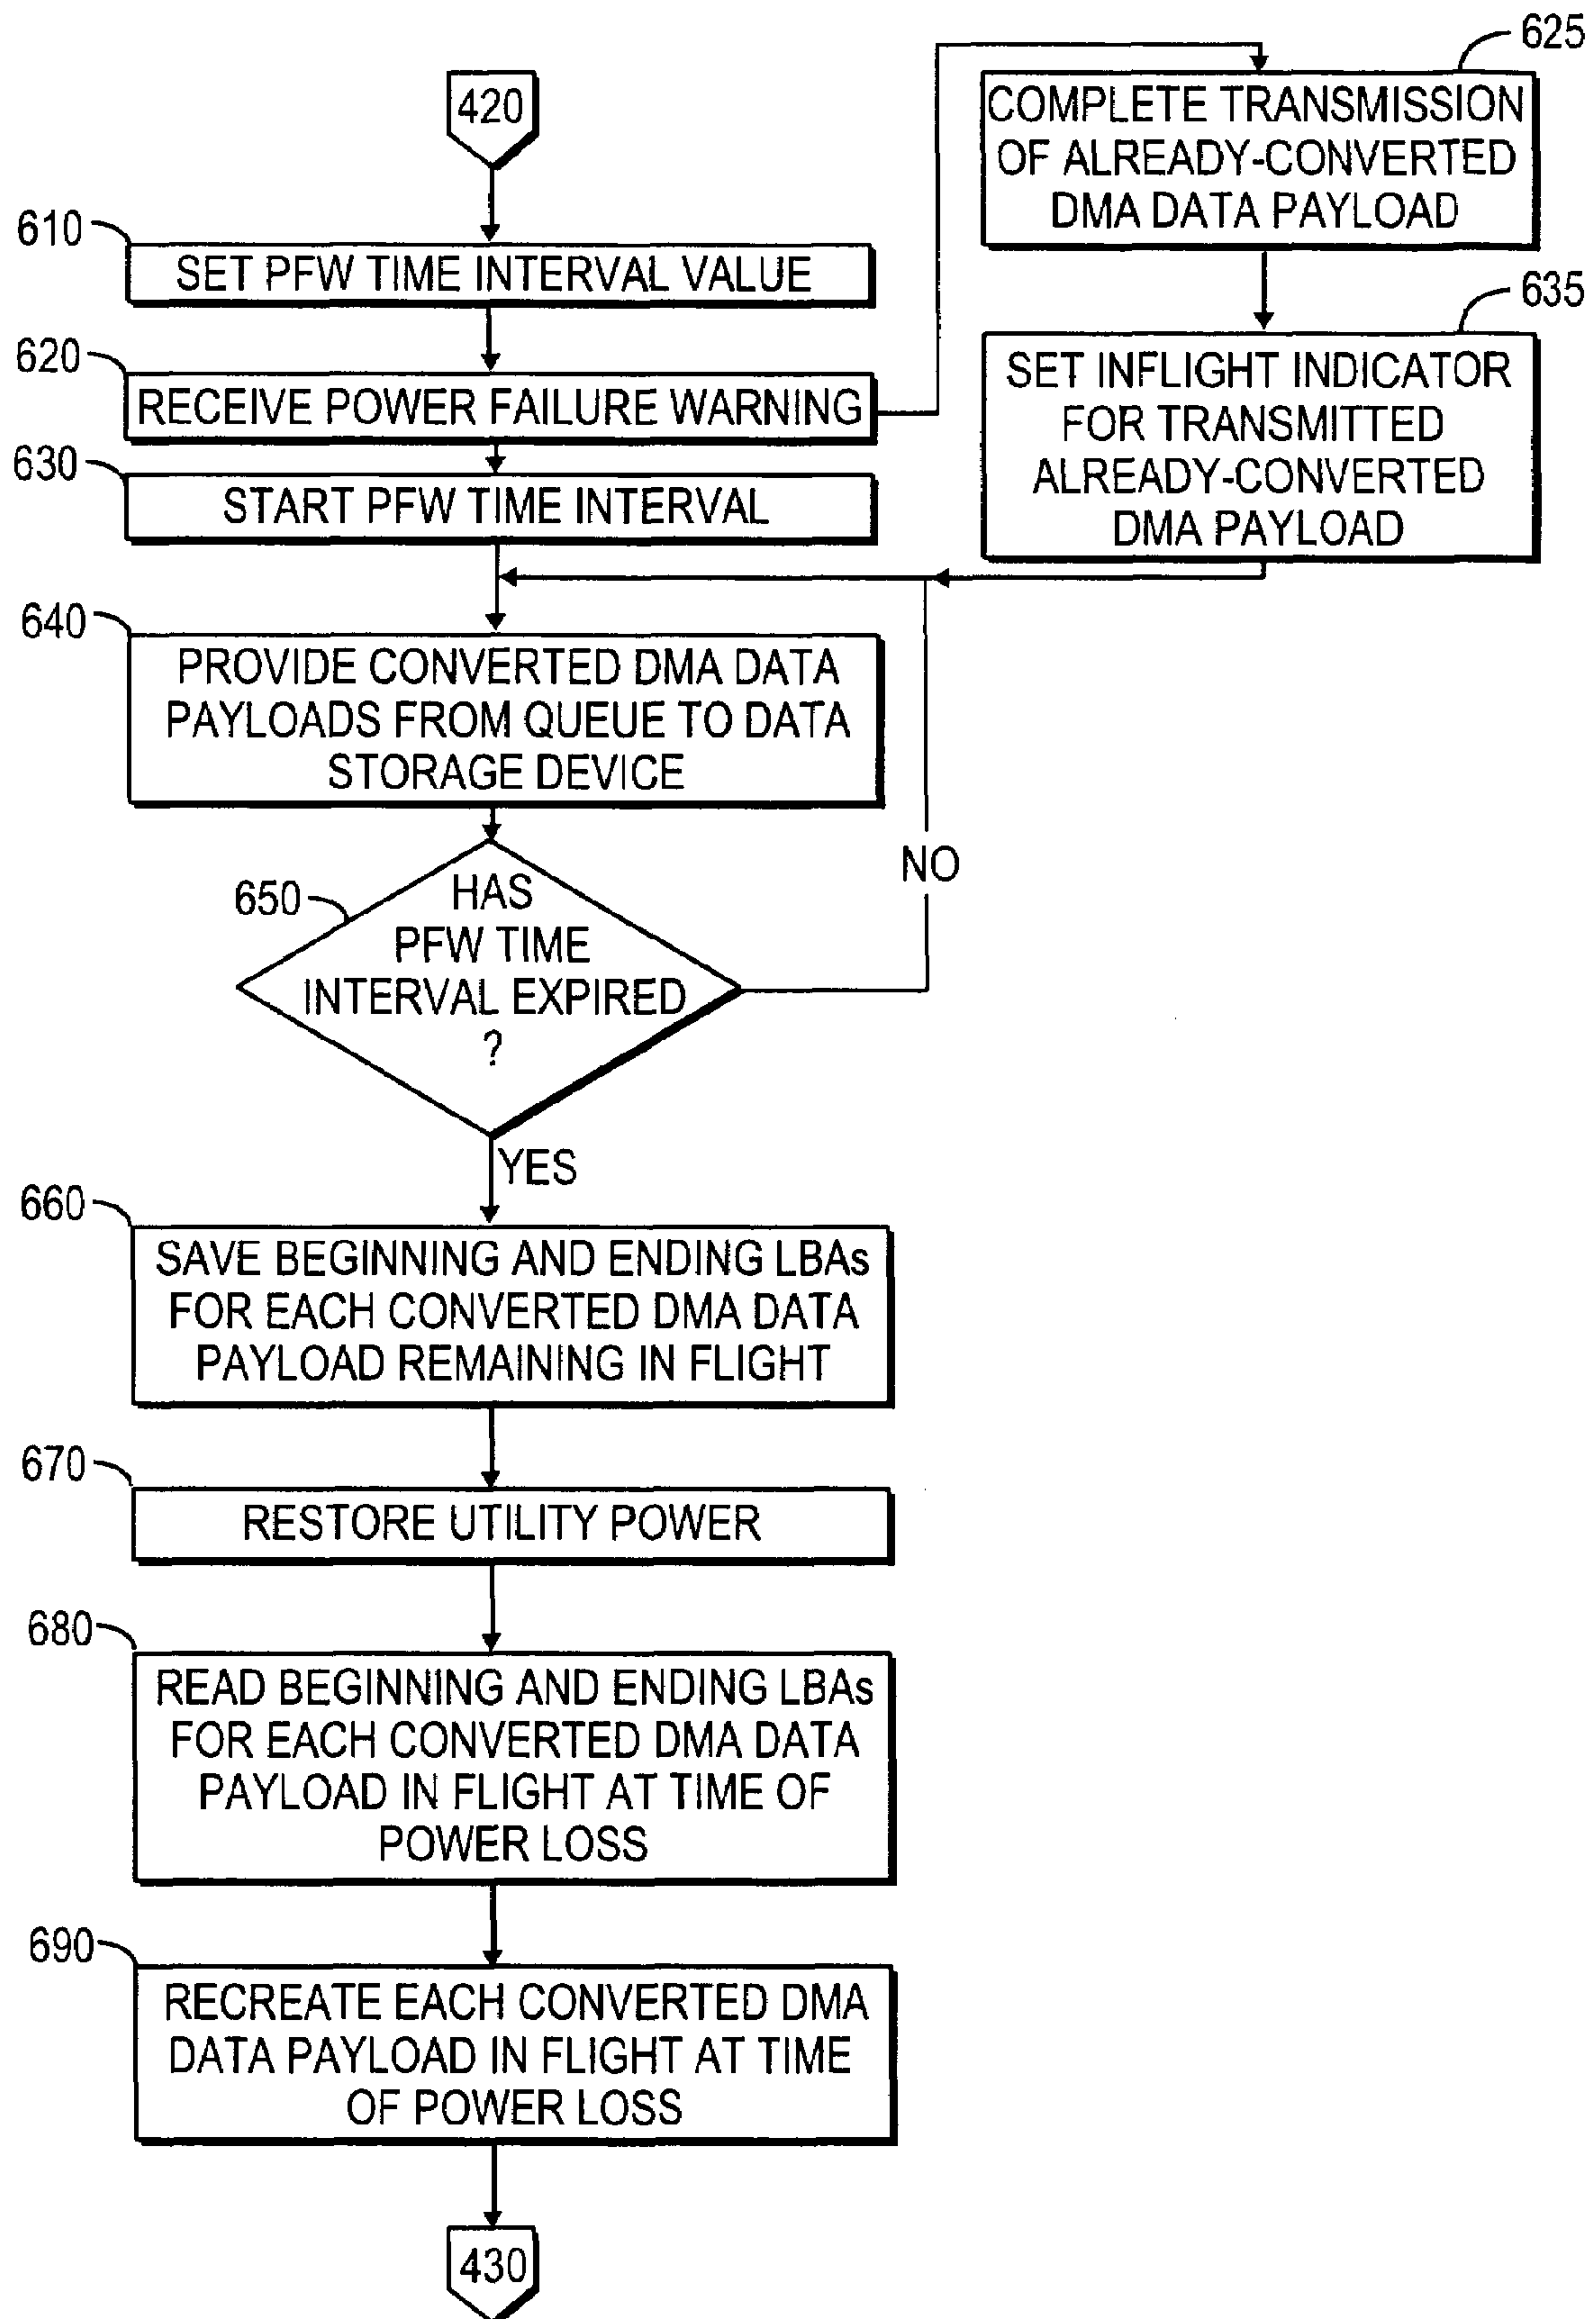 420
610
SET PFW TIME INTERVAL VALUE
620
RECEIVE POWER FAILURE WARNING
625
COMPLETE TRANSMISSION
OF ALREADY-CONVERTED
DMA DATA PAYLOAD
635
SET INFLIGHT INDICATOR
FOR TRANSMITTED
ALREADY-CONVERTED
DMA PAYLOAD
630
START PFW TIME INTERVAL
640
PROVIDE CONVERTED DMA DATA
PAYLOADS FROM QUEUE TO DATA
STORAGE DEVICE
650
HAS
PFW TIME
INTERVAL EXPIRED
?
NO
YES
660
SAVE BEGINNING AND ENDING LBAs
FOR EACH CONVERTED DMA DATA
PAYLOAD REMAINING IN FLIGHT
670
RESTORE UTILITY POWER
680
READ BEGINNING AND ENDING LBAs
FOR EACH CONVERTED DMA DATA
PAYLOAD IN FLIGHT AT TIME OF
POWER LOSS
690
RECREATE EACH CONVERTED DMA
DATA PAYLOAD IN FLIGHT AT TIME
OF POWER LOSS
430